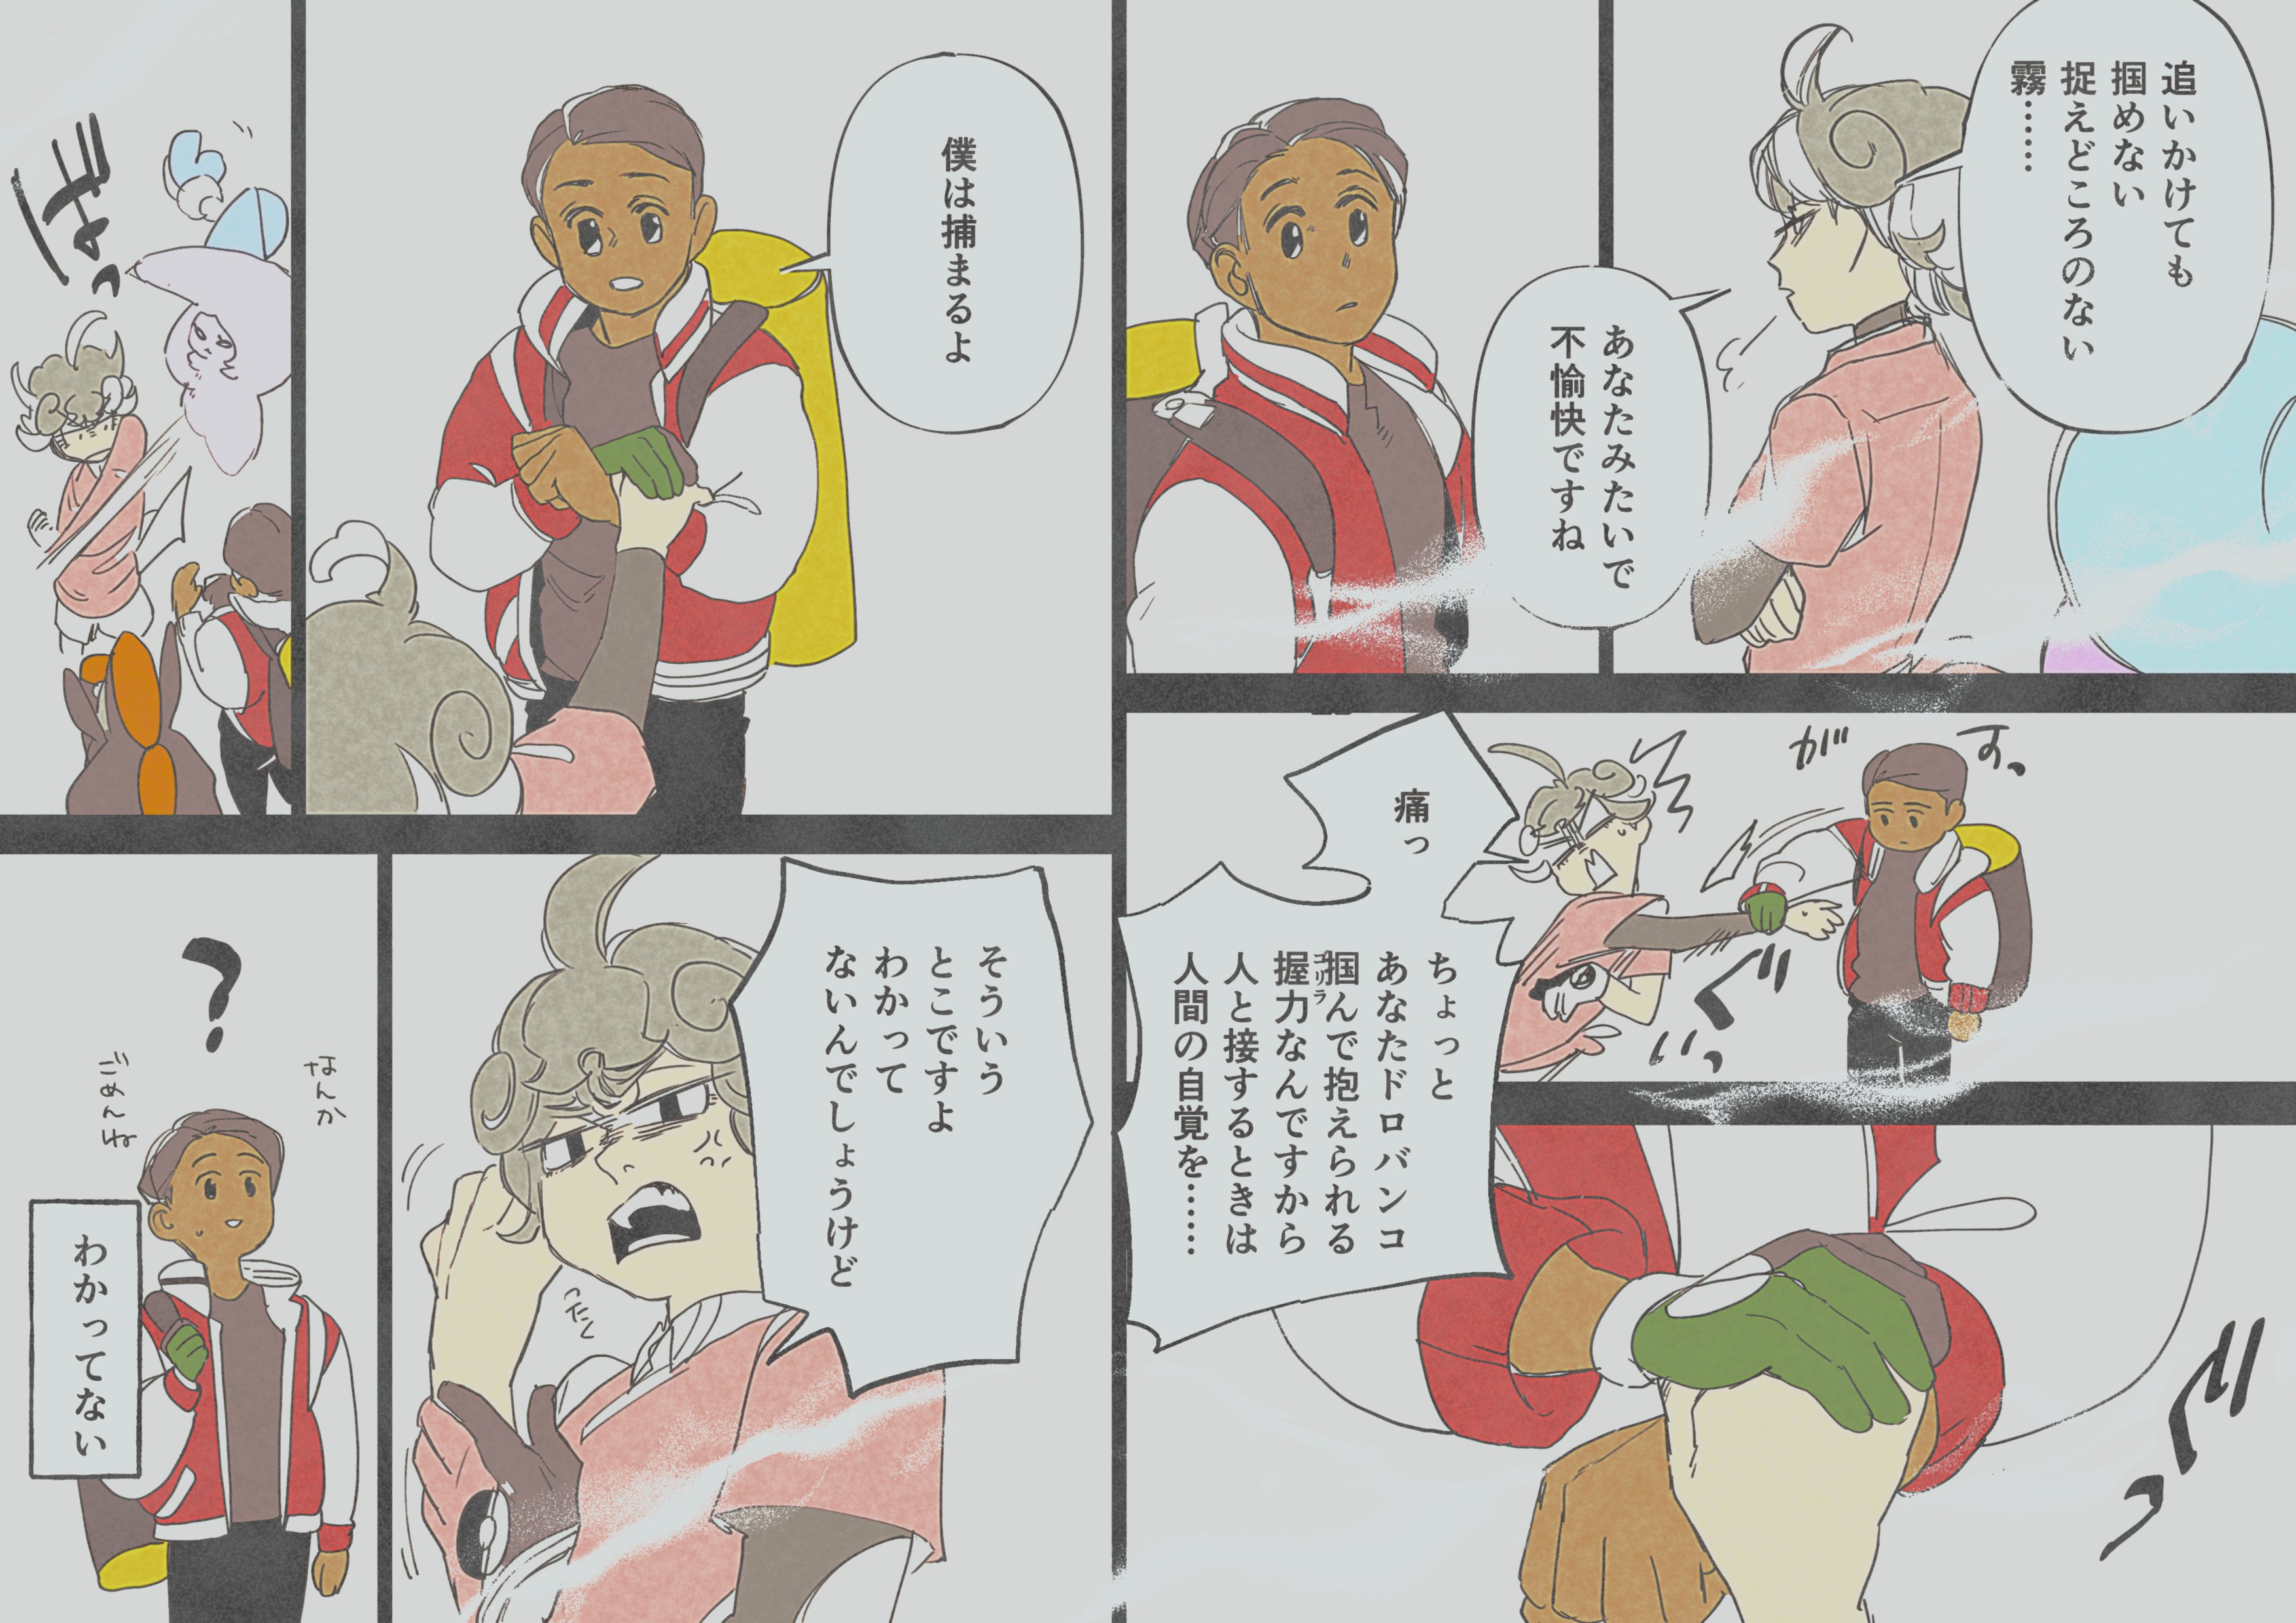 追いかけても
掴めない
捉えどころのない
霧……
あなたみたいで
不愉快ですね
すっ
がっ
ぐいっ
痛っ
ちょっと
あなたドロバンコ
掴んで抱えられる
握力なんですから
ゴリラ
人と接するときは
人間の自覚を……
グッ
僕は捕まるよ
ばっ
そういう
とこですよ
わかって
ないんでしょうけど
ったく
？
なんか
ごめんね
わかってない